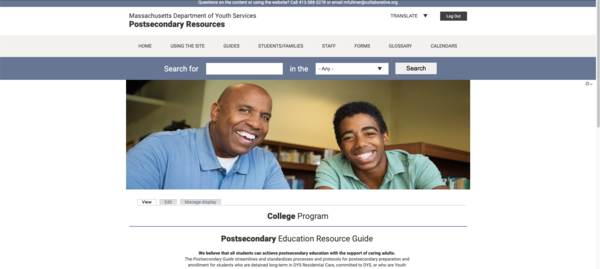 Questions on the content or using the website? Call 413.588.5278 or email mfullmer@collaborative.org
Massachusetts Department of Youth Services
Postsecondary Resources
TRANSLATE
Log Out
HOME
USING THE SITE
GUIDES
STUDENTS/FAMILIES
STAFF
FORMS
GLOSSARY
CALENDARS
Search for
in the
- Any -
Search
View
Edit
Manage display
College Program
Postsecondary Education Resource Guide
We believe that all students can achieve postsecondary education with the support of caring adults.
The Postsecondary Guide streamlines and standardizes processes and protocols for postsecondary preparation and
enrollment for students who are detained long-term in DYS Residential Care, committed to DYS, or who are Youth